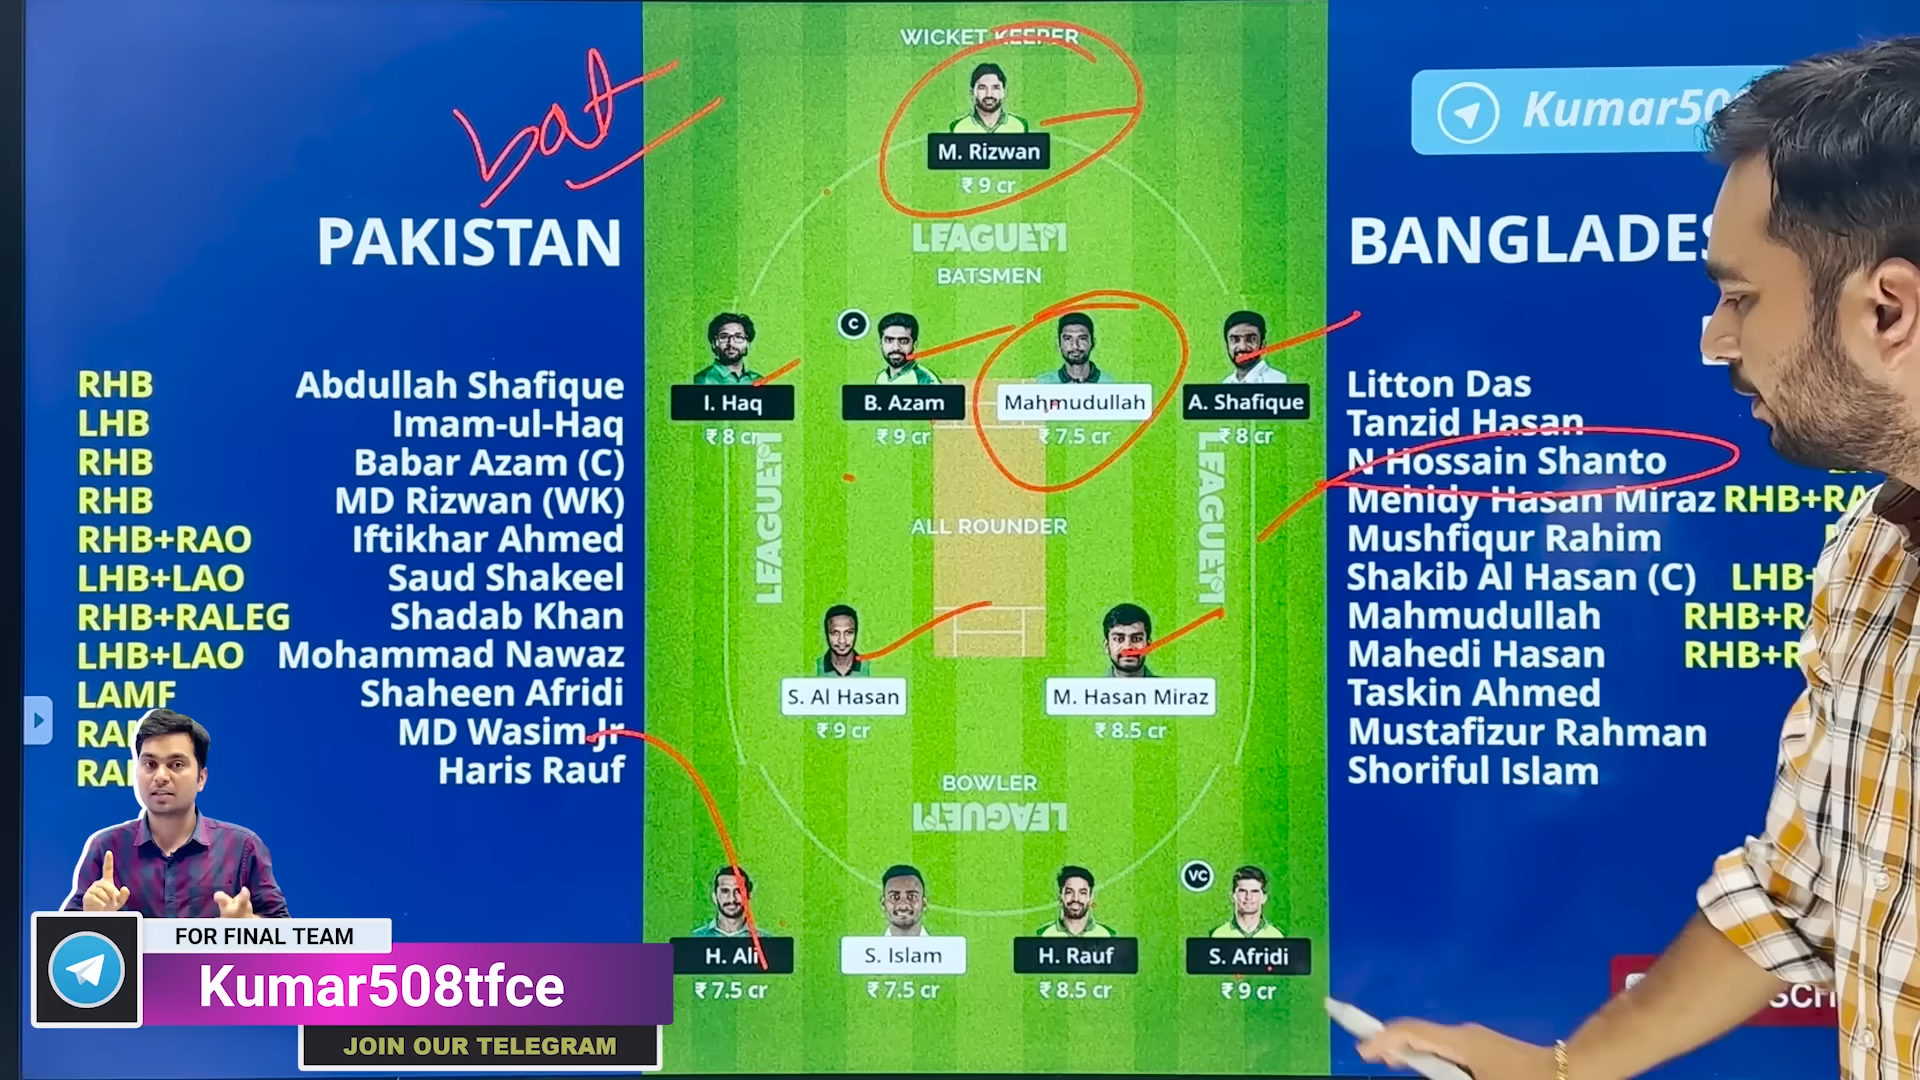 bat
PAKISTAN
RHB Abdullah Shafique
LHB Imam-ul-Haq
RHB Babar Azam (C)
RHB MD Rizwan (WK)
RHB+RAO Iftikhar Ahmed
LHB+LAO Saud Shakeel
RHB+RALEG Shadab Khan
LHB+LAO Mohammad Nawaz
LAMF Shaheen Afridi
MD Wasim Jr
Haris Rauf
WICKET KEEPER
M. Rizwan
₹ 9 cr
LEAGUE11
BATSMEN
C
I. Haq
₹ 8 cr
B. Azam
₹ 9 cr
Mahmudullah
₹ 7.5 cr
A. Shafique
₹ 8 cr
LEAGUE11
LEAGUE11
ALL ROUNDER
S. Al Hasan
₹ 9 cr
M. Hasan Miraz
₹ 8.5 cr
BOWLER
LEAGUE11
VC
H. Ali
₹ 7.5 cr
S. Islam
₹ 7.5 cr
H. Rauf
₹ 8.5 cr
S. Afridi
₹ 9 cr
Kumar50
BANGLADES
Litton Das
Tanzid Hasan
N Hossain Shanto
Mehidy Hasan Miraz RHB+RA
Mushfiqur Rahim
Shakib Al Hasan (C) LHB+
Mahmudullah RHB+R
Mahedi Hasan RHB+R
Taskin Ahmed
Mustafizur Rahman
Shoriful Islam
FOR FINAL TEAM
Kumar508tfce
JOIN OUR TELEGRAM